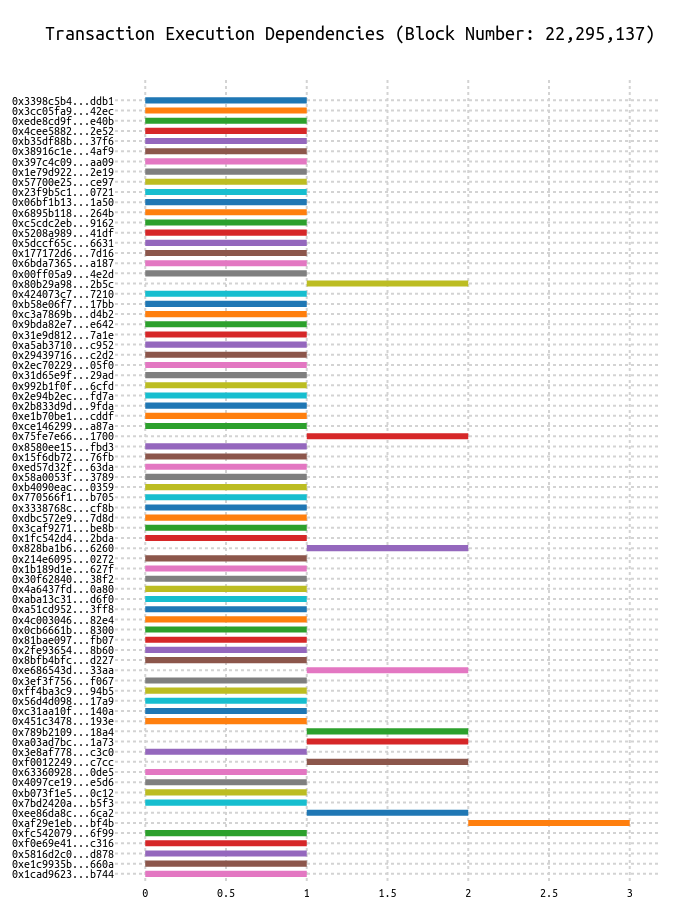 Transaction Execution Dependencies (Block Number: 22,295,137)
0x3398c5b4...ddb1
0x3cc05fa9...42ec
0xede8cd9f...e40b
0x4cee5882...2e52
0xb35df88b...37f6
0x38916c1e...4af9
0x397c4c09...aa09
0x1e79d922...2e19
0x57700e25...ce97
0x23f9b5c1...0721
0x06bf1b13...1a50
0x6895b118...264b
0xc5cdc2eb...9162
0x5208a989...41df
0x5dccf65c...6631
0x177172d6...7d16
0x6bda7365...a187
0x00ff05a9...4e2d
0x80b29a98...2b5c
0x424073c7...7210
0xb58e06f7...17bb
0xc3a7869b...d4b2
0x9bda82e7...e642
0x31e9d812...7a1e
0xa5ab3710...c952
0x29439716...c2d2
0x2ec70229...05f0
0x31d65e9f...29ad
0x992b1f0f...6cfd
0x2e94b2ec...fd7a
0x2b833d9d...9fda
0xe1b70be1...cddf
0xce146299...a87a
0x75fe7e66...1700
0x8580ee15...fbd3
0x15f6db72...76fb
0xed57d32f...63da
0x58a0053f...3789
0xb4090eac...0359
0x770566f1...b705
0x3338768c...cf8b
0xdbc572e9...7d8d
0x3caf9271...be8b
0x1fc542d4...2bda
0x828ba1b6...6260
0x214e6095...0272
0x1b189d1e...627f
0x30f62840...38f2
0x4a6437fd...0a80
0xaba13c31...d6f0
0xa51cd952...3ff8
0x4c003046...82e4
0x0cb6661b...8300
0x81bae097...fb07
0x2fe93654...8b60
0x8bfb4bfc...d227
0xe686543d...33aa
0x3ef3f756...f067
0xff4ba3c9...94b5
0x56d4d098...17a9
0xc31aa10f...140a
0x451c3478...193e
0x789b2109...18a4
0xa03ad7bc...1a73
0x3e8af778...c3c0
0xf0012249...c7cc
0x63360928...0de5
0x4097ce19...e5d6
0xb073f1e5...0c12
0x7bd2420a...b5f3
0xee86da8c...6ca2
0xaf29e1eb...bf4b
0xfc542079...6f99
0xf0e69e41...c316
0x5816d2c0...d878
0xe1c9935b...660a
0x1cad9623...b744
0 0.5 1 1.5 2 2.5 3